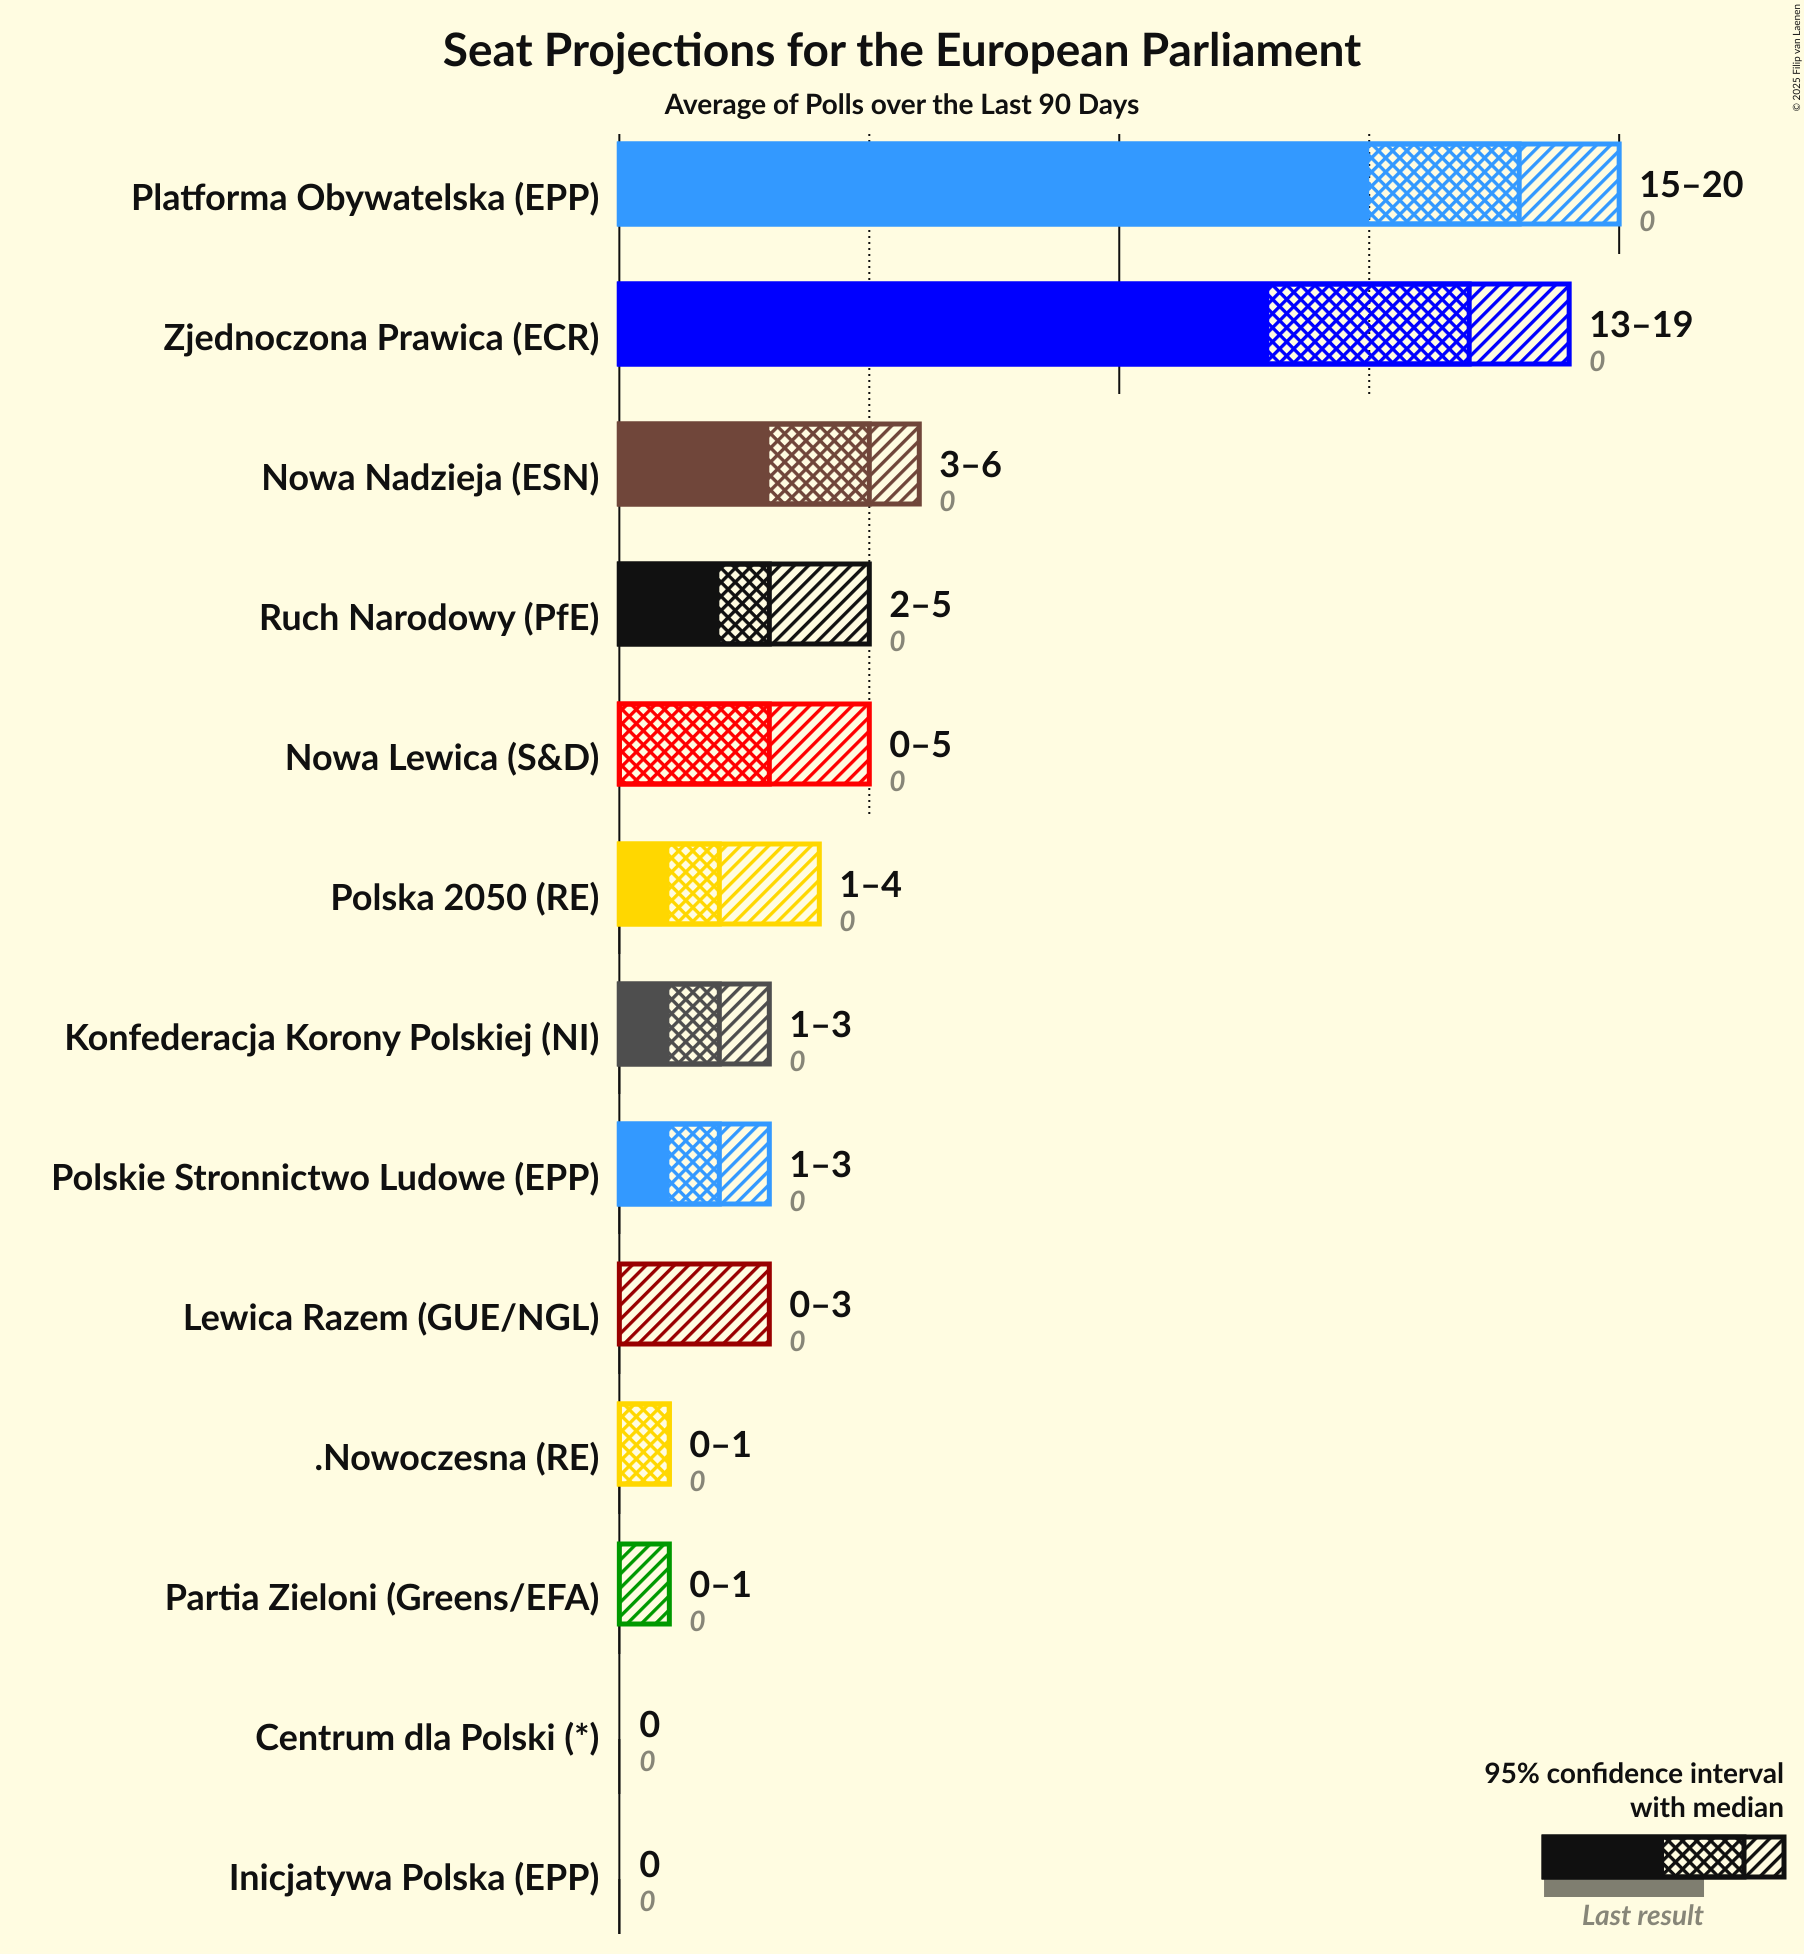 Seat Projections for the European Parliament
Average of Polls over the Last 90 Days
© 2025 Filip van Laenen
Platforma Obywatelska (EPP)
15–20
0
Zjednoczona Prawica (ECR)
13–19
0
Nowa Nadzieja (ESN)
3–6
0
Ruch Narodowy (PfE)
2–5
0
Nowa Lewica (S&D)
0–5
0
Polska 2050 (RE)
1–4
0
Konfederacja Korony Polskiej (NI)
1–3
0
Polskie Stronnictwo Ludowe (EPP)
1–3
0
Lewica Razem (GUE/NGL)
0–3
0
.Nowoczesna (RE)
0–1
0
Partia Zieloni (Greens/EFA)
0–1
0
Centrum dla Polski (*)
0
0
Inicjatywa Polska (EPP)
0
0
95% confidence interval
with median
Last result